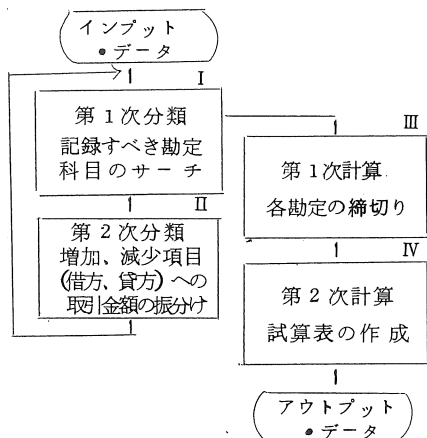 インプット
・データ
I
第1次分類
記録すべき勘定
科目のサーチ
II
第2次分類
増加、減少項目
(借方、貸方)への
取引金額の振分け
III
第1次計算
各勘定の締切り
IV
第2次計算
試算表の作成
アウトプット
・データ